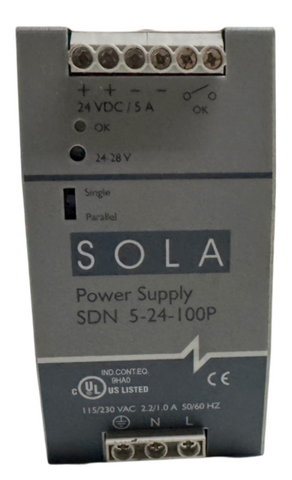 + + − −
24 VDC / 5 A
OK
OK
24-28 V
Single
Parallel
SOLA
Power Supply
SDN 5-24-100P
IND.CONT.EQ.
9HA0
C UL US LISTED
CE
115/230 VAC 2.2/1.0 A 50/60 HZ
N L